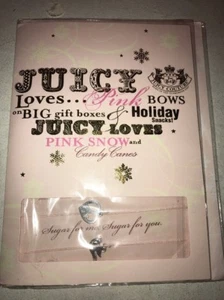 JUICY
Loves... Pink BOWS
on BIG gift boxes & Holiday
Snacks!
JUICY LOVES
PINK SNOW and
Candy Canes
Sugar for me, Sugar for you.